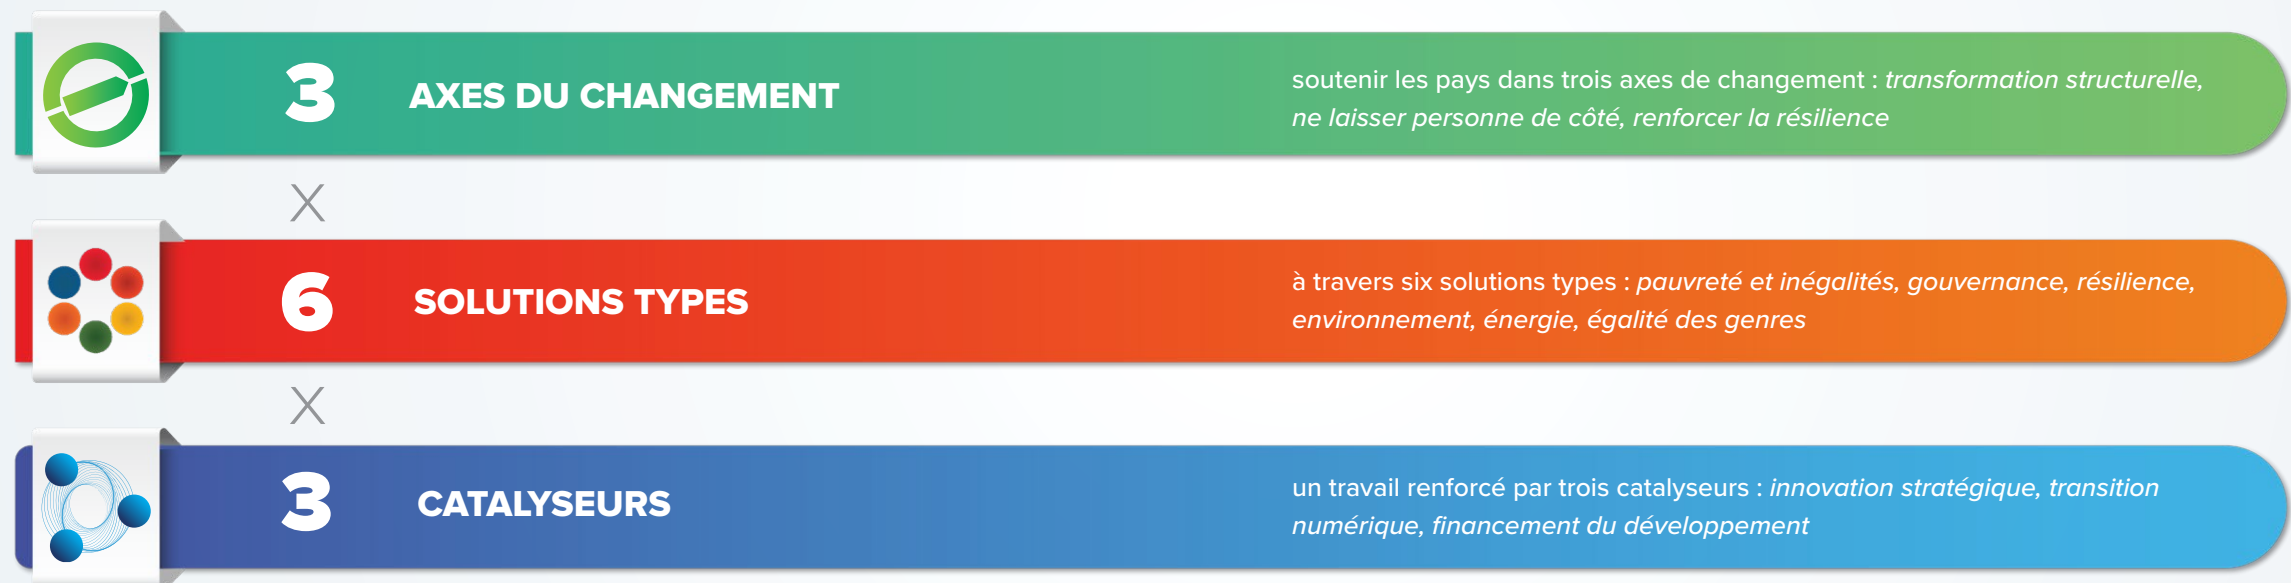 3 AXES DU CHANGEMENT
soutenir les pays dans trois axes de changement : transformation structurelle,
ne laisser personne de côté, renforcer la résilience
X
6 SOLUTIONS TYPES
à travers six solutions types : pauvreté et inégalités, gouvernance, résilience,
environnement, énergie, égalité des genres
X
3 CATALYSEURS
un travail renforcé par trois catalyseurs : innovation stratégique, transition
numérique, financement du développement